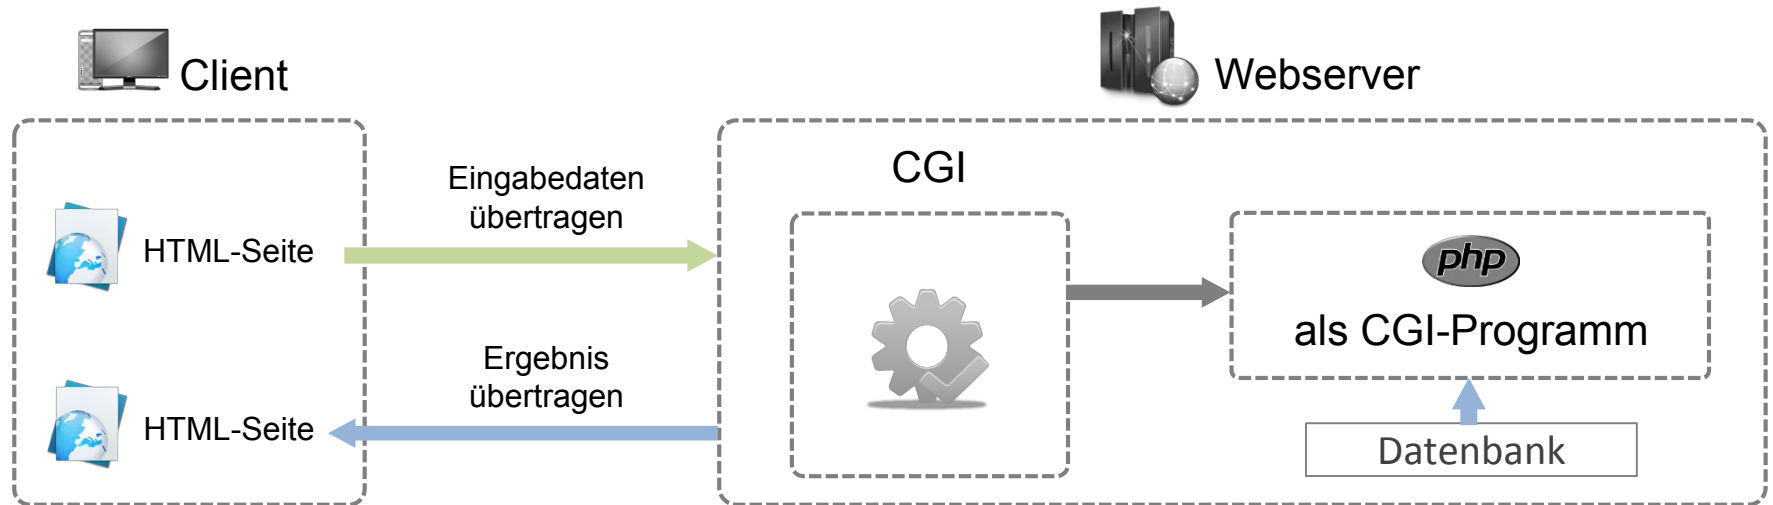 Client
Webserver
HTML-Seite
Eingabedaten
übertragen
HTML-Seite
Ergebnis
übertragen
CGI
php
als CGI-Programm
Datenbank